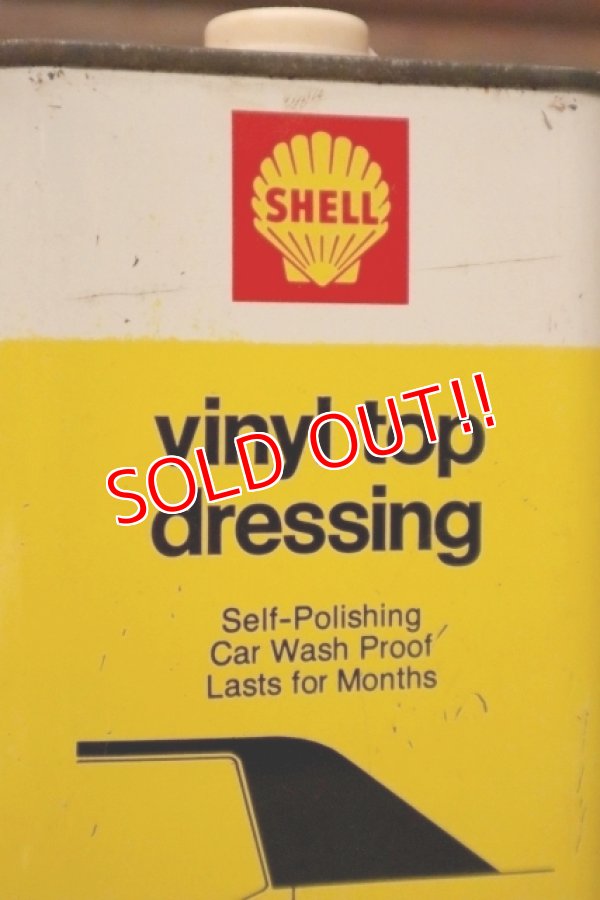 SHELL
vinyl top
SOLD OUT!!
dressing
Self-Polishing
Car Wash Proof
Lasts for Months